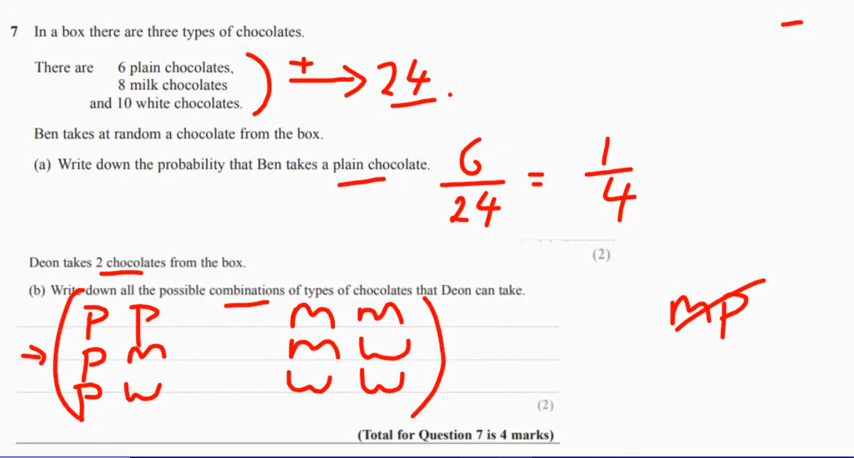 7 In a box there are three types of chocolates.
There are 6 plain chocolates,
8 milk chocolates
and 10 white chocolates.
+ → 24.
Ben takes at random a chocolate from the box.
(a) Write down the probability that Ben takes a plain chocolate.
6/24 = 1/4
(2)
Deon takes 2 chocolates from the box.
(b) Write down all the possible combinations of types of chocolates that Deon can take.
P P M M
P M M W
P W W W
MP
(2)
(Total for Question 7 is 4 marks)